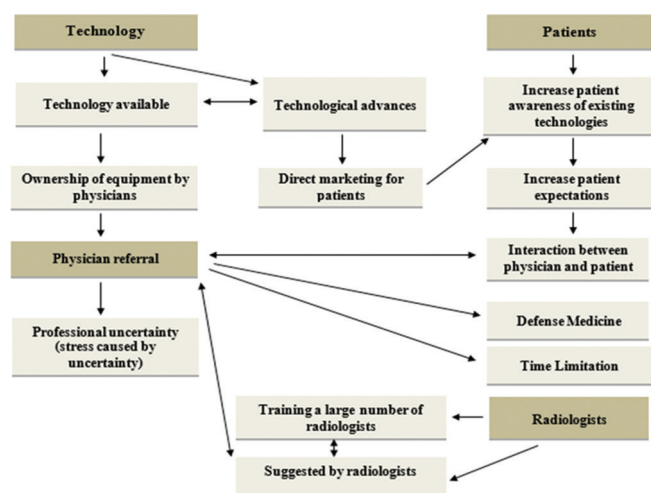 Technology
Patients
Technology available
Technological advances
Increase patient
awareness of existing
technologies
Ownership of equipment by
physicians
Direct marketing for
patients
Increase patient
expectations
Physician referral
Interaction between
physician and patient
Professional uncertainty
(stress caused by
uncertainty)
Defense Medicine
Time Limitation
Training a large number of
radiologists
Radiologists
Suggested by radiologists